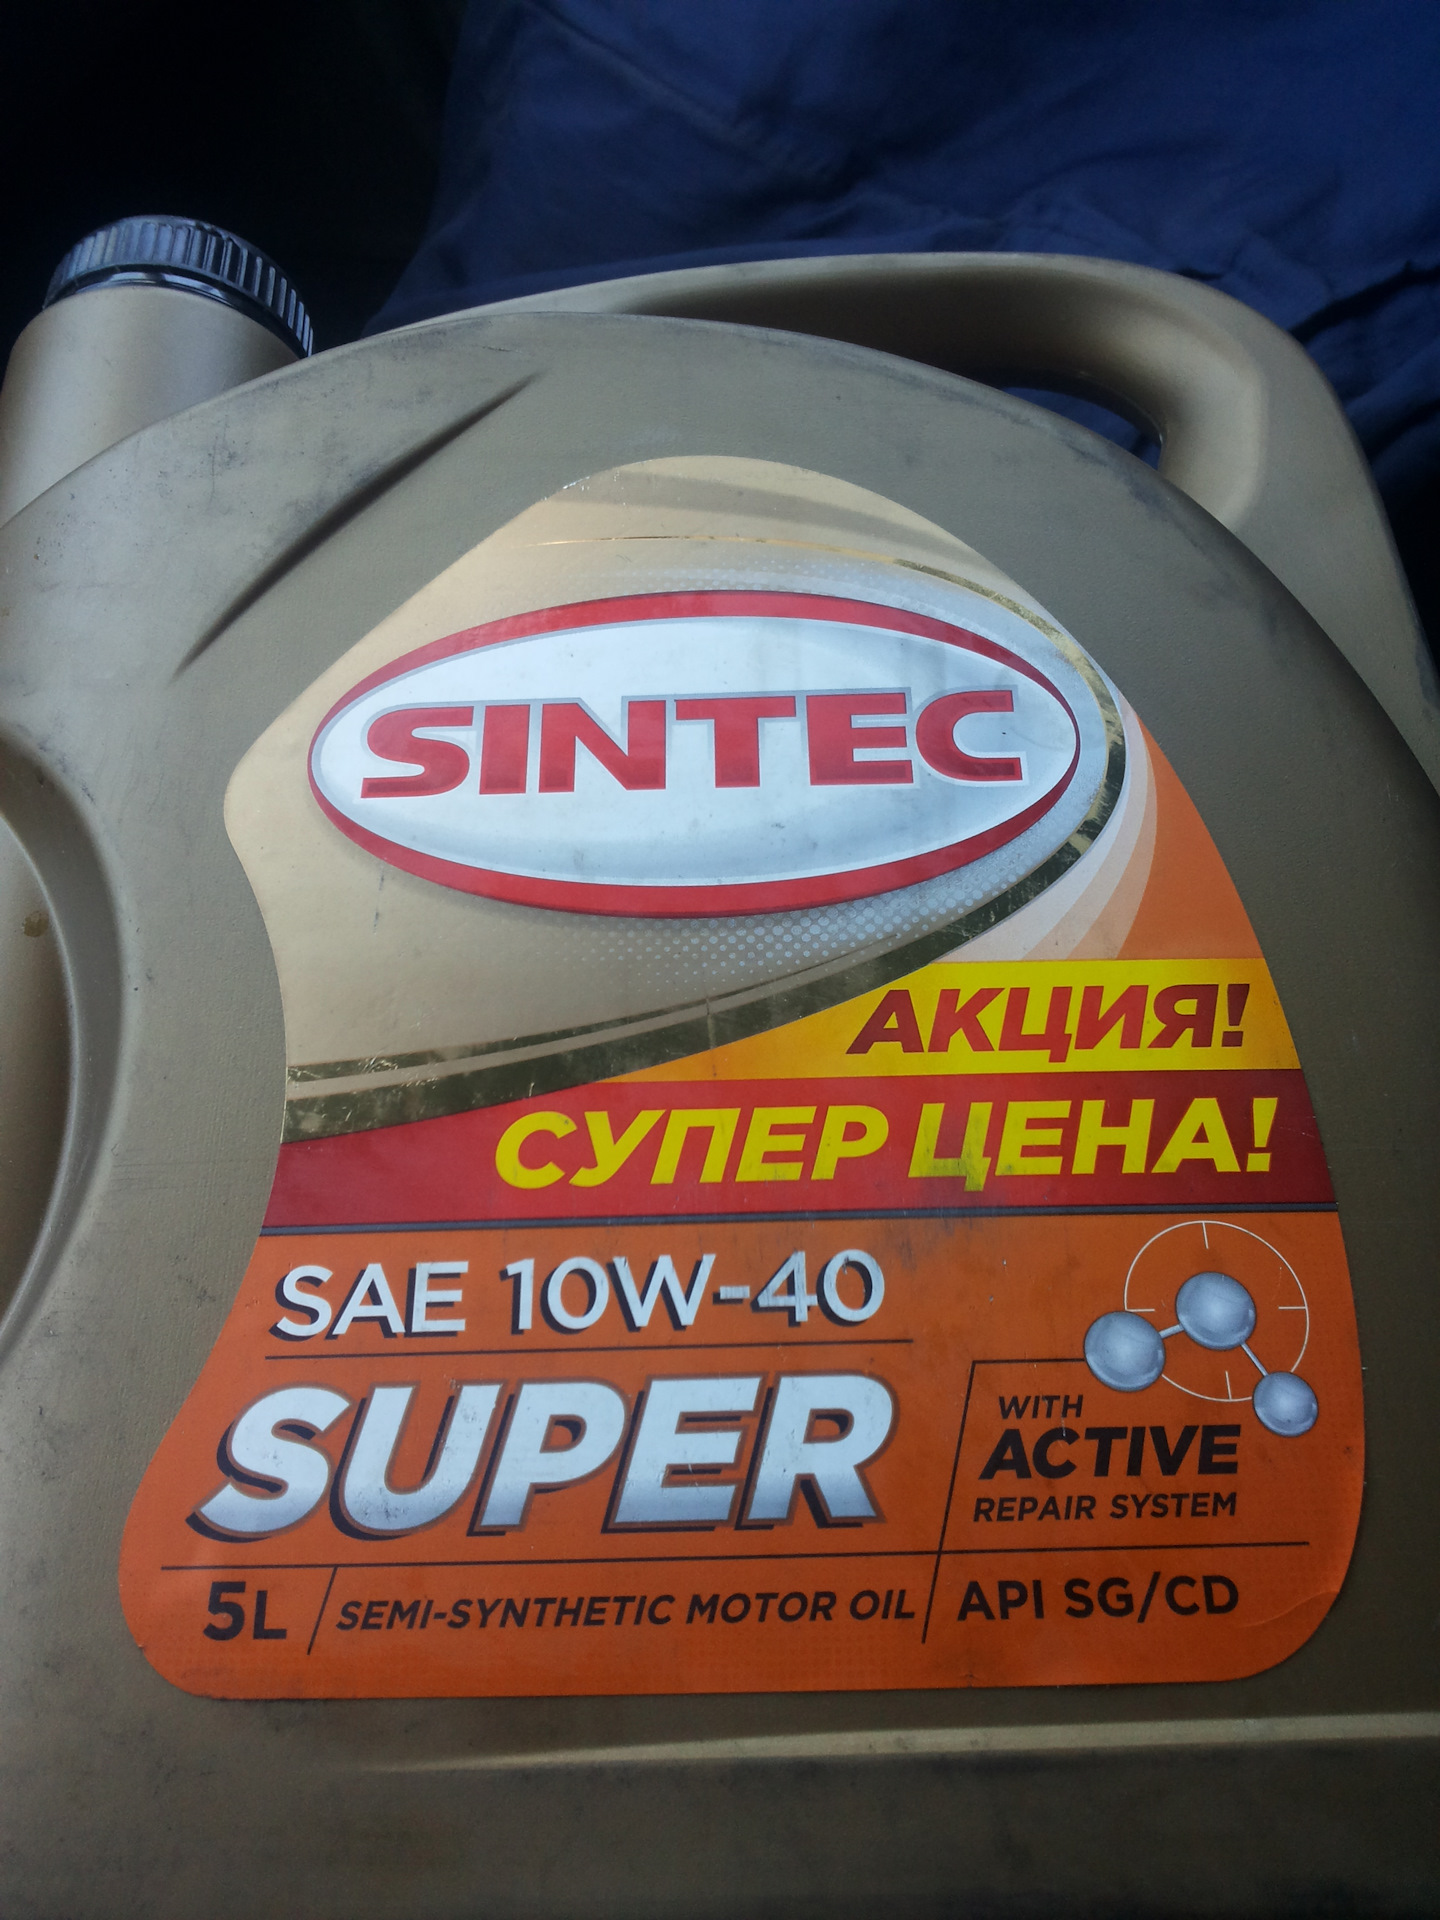 SINTEC
АКЦИЯ!
СУПЕР ЦЕНА!
SAE 10W-40
SUPER
WITH
ACTIVE
REPAIR SYSTEM
5L
SEMI-SYNTHETIC MOTOR OIL
API SG/CD